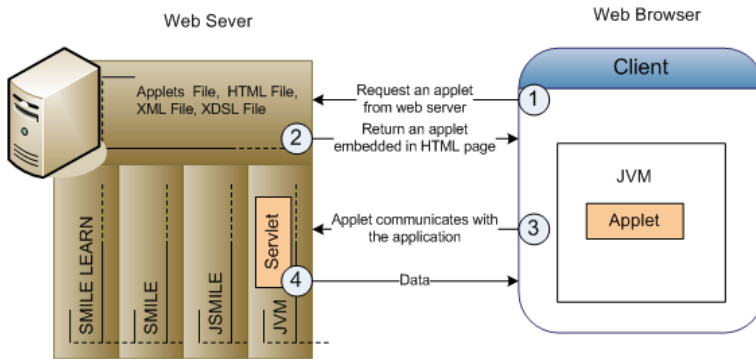 Web Sever
Web Browser
Client
Applets File, HTML File,
XML File, XDSL File
Request an applet
from web server
1
2
Return an applet
embedded in HTML page
JVM
Applet
Applet communicates with
the application
3
Servlet
4
Data
SMILE LEARN
SMILE
JSMILE
JVM